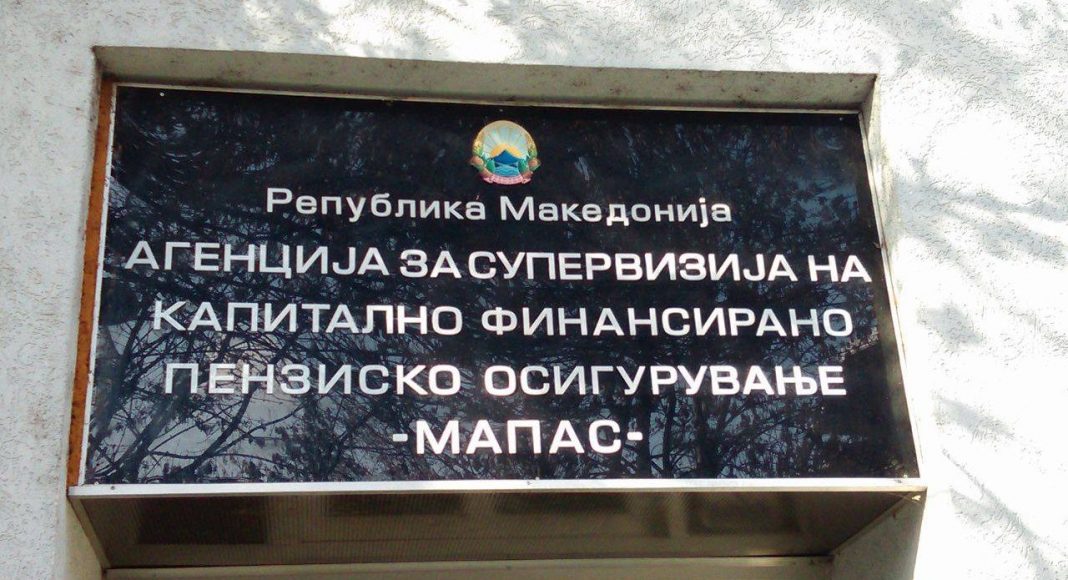 Република Македонија
АГЕНЦИЈА ЗА СУПЕРВИЗИЈА НА
КАПИТАЛНО ФИНАНСИРАНО
ПЕНЗИСКО ОСИГУРУВАЊЕ
-МАПАС-